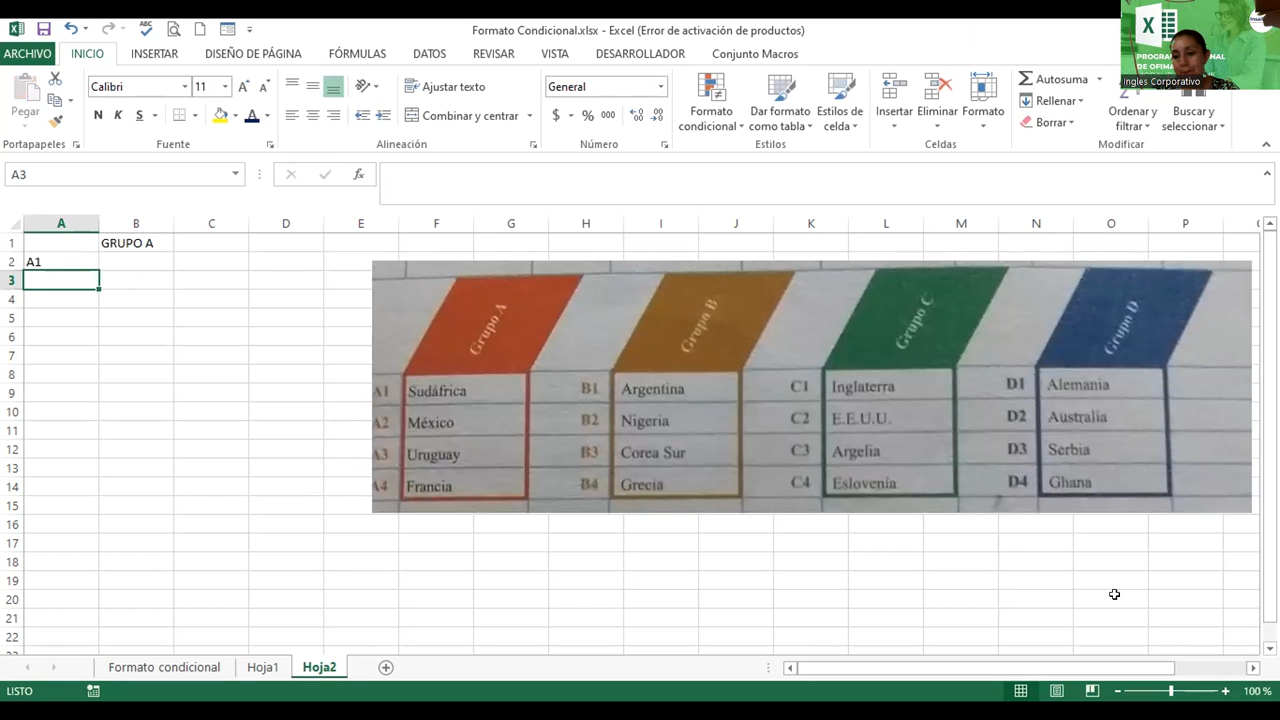 Formato Condicional.xlsx - Excel (Error de activación de productos)
ARCHIVO INICIO INSERTAR DISEÑO DE PÁGINA FÓRMULAS DATOS REVISAR VISTA DESARROLLADOR Conjunto Macros
Calibri 11 Ajustar texto General Autosuma
Pegar N K S Combinar y centrar $ % 000 Formato condicional Dar formato como tabla Estilos de celda Insertar Eliminar Formato Rellenar Borrar Ordenar y filtrar Buscar y seleccionar
Portapapeles Fuente Alineación Número Estilos Celdas Modificar
Ingles Corporativo
A3 fx
A B C D E F G H I J K L M N O P
1 GRUPO A
2 A1
3
4
5
6
7
8
9
10
11
12
13
14
15
16
17
18
19
20
21
22
Grupo A Grupo B Grupo C Grupo D
A1 Sudáfrica B1 Argentina C1 Inglaterra D1 Alemania
A2 México B2 Nigeria C2 E.E.U.U. D2 Australia
A3 Uruguay B3 Corea Sur C3 Argelia D3 Serbia
A4 Francia B4 Grecia C4 Eslovenia D4 Ghana
Formato condicional Hoja1 Hoja2
LISTO 100 %